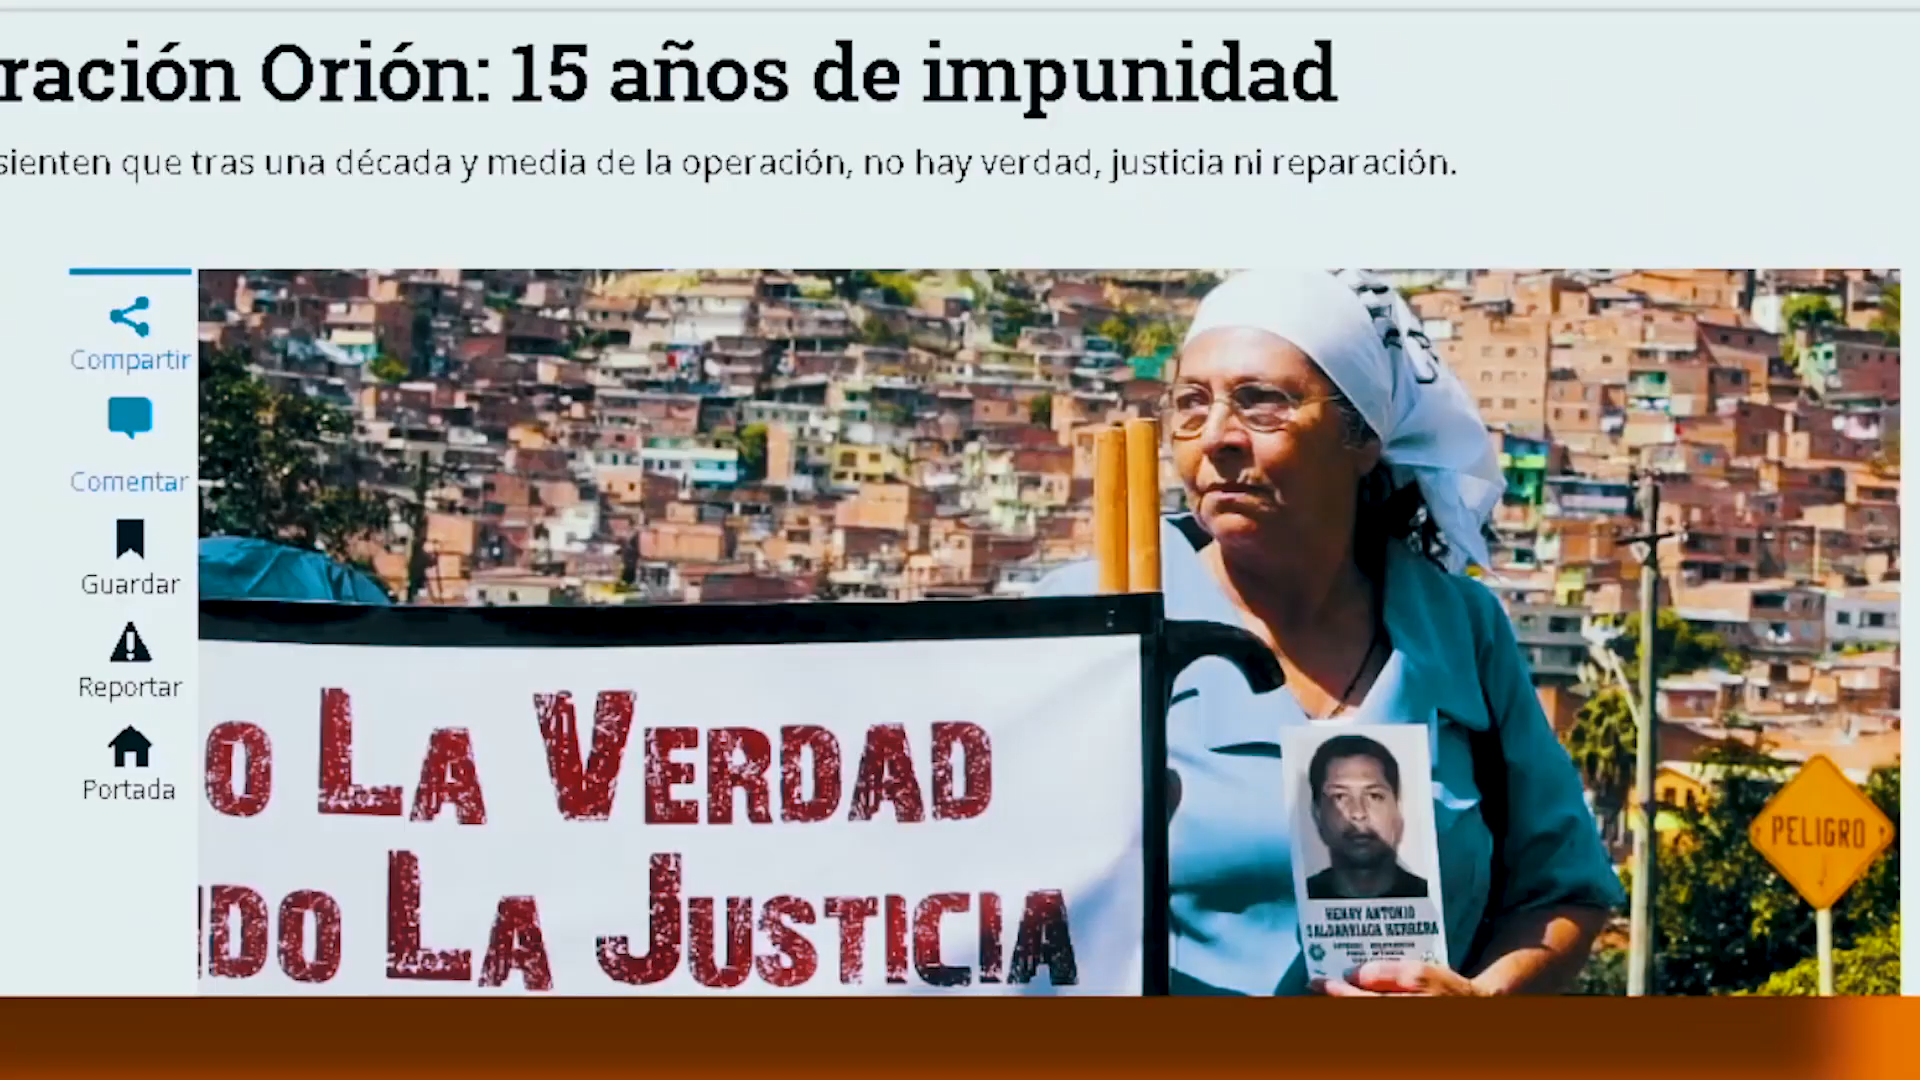 ración Orión: 15 años de impunidad
sienten que tras una década y media de la operación, no hay verdad, justicia ni reparación.
Compartir
Comentar
Guardar
Reportar
Portada
O LA VERDAD
DO LA JUSTICIA
HENRY ANTONIO
SALDARRIAGA HERRERA
PELIGRO